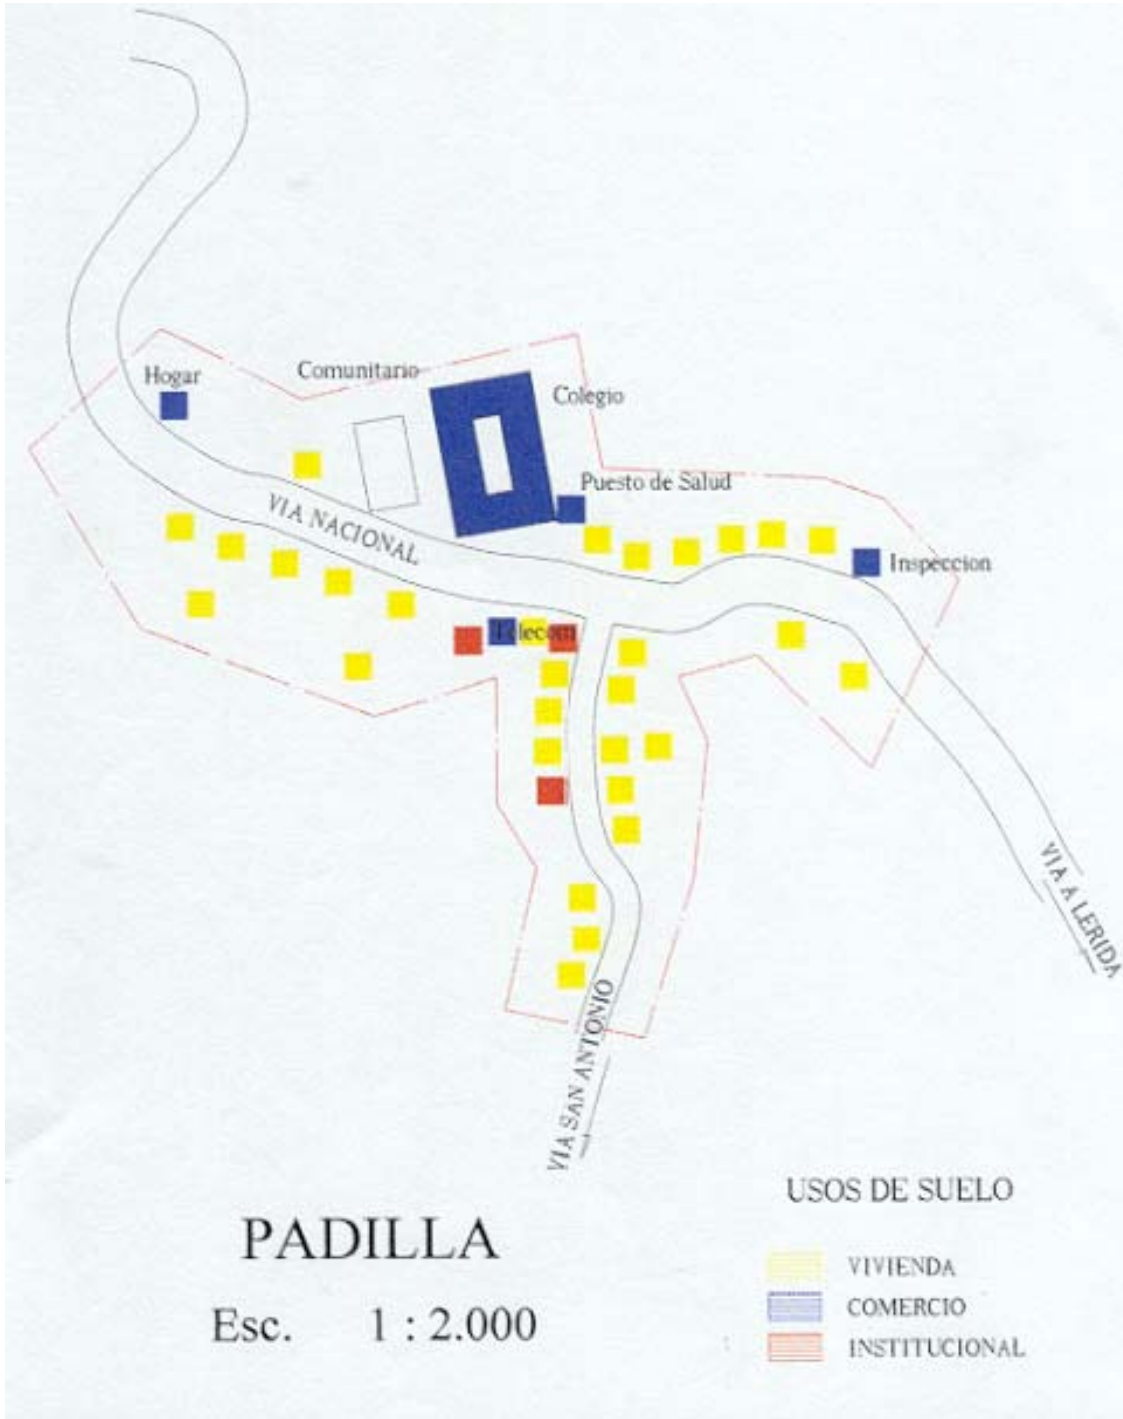 Comunitario
Hogar
Colegio
Puesto de Salud
VIA NACIONAL
Inspeccion
Telecom
VIA A LERIDA
VIA SAN ANTONIO
USOS DE SUELO
PADILLA
VIVIENDA
COMERCIO
Esc. 1 : 2.000
INSTITUCIONAL